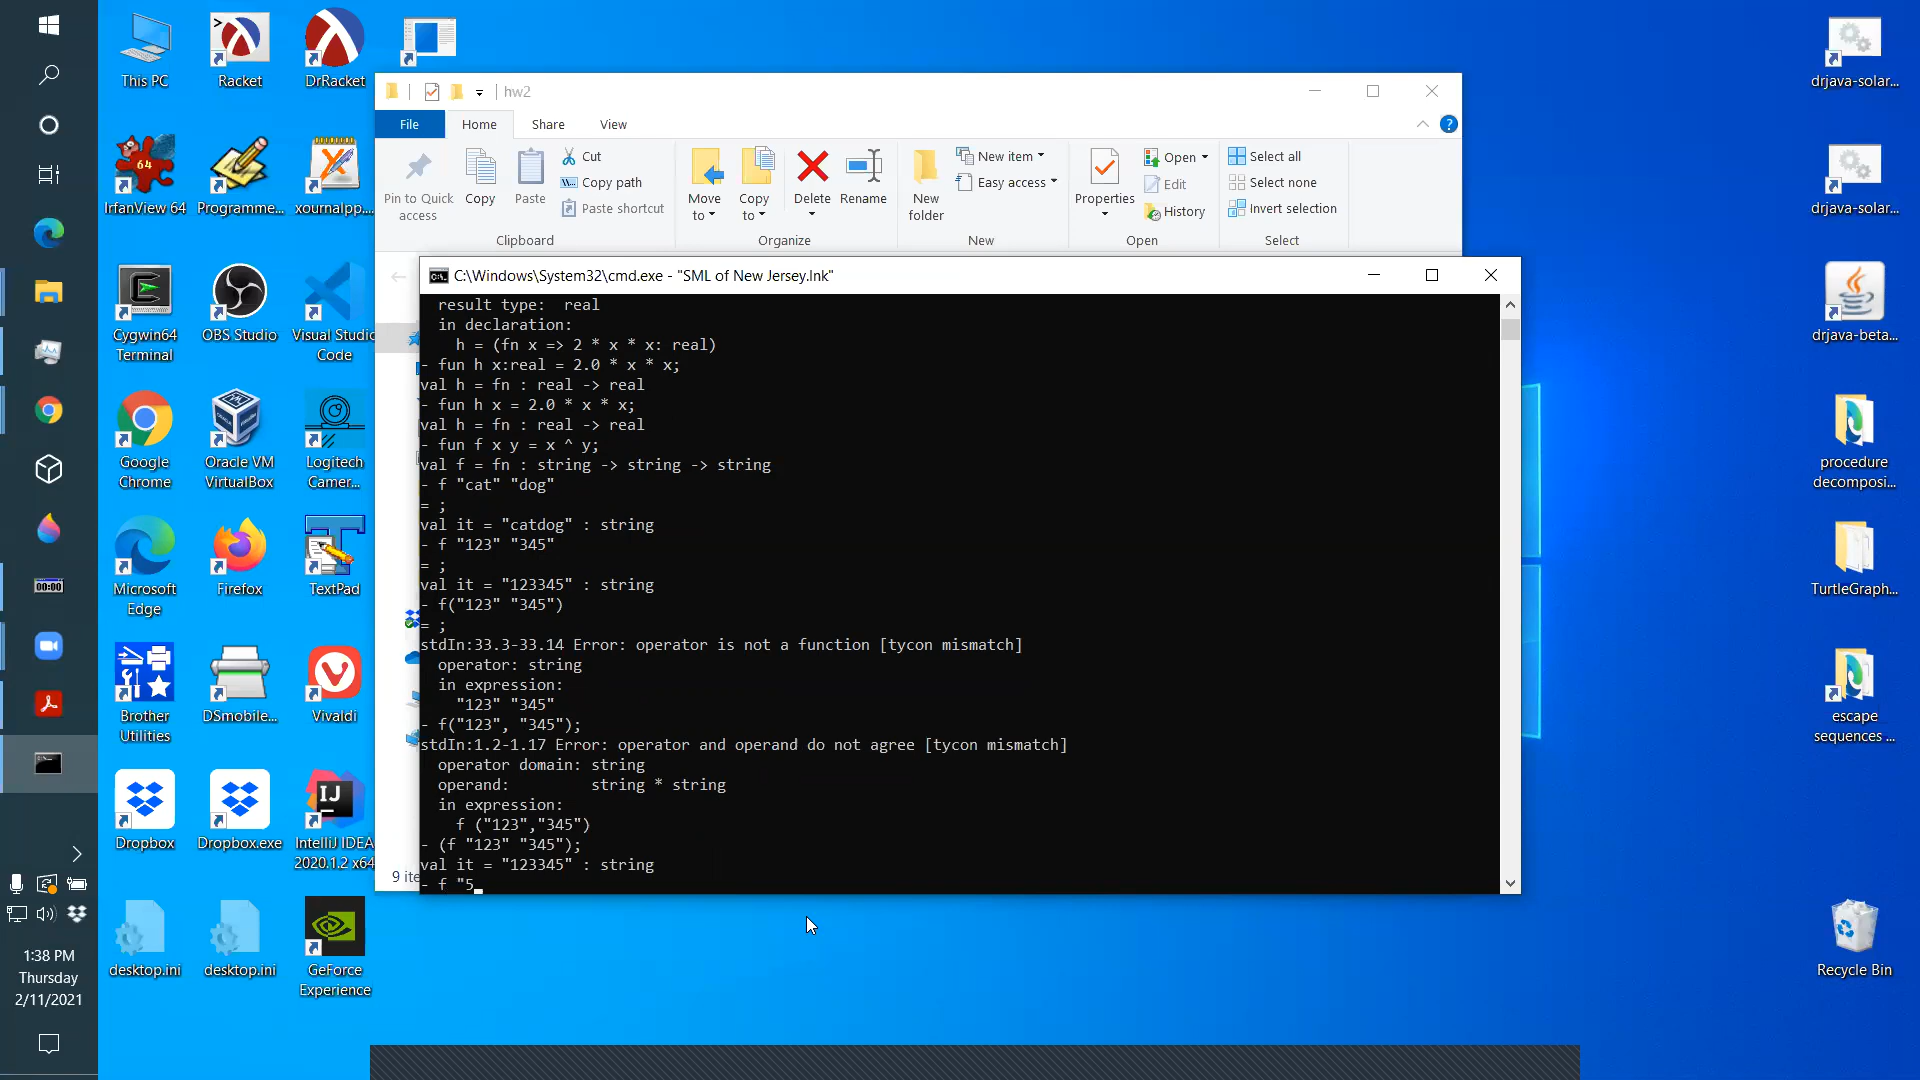 This PC
Racket
DrRacket
IrfanView 64
Programme...
xournalpp....
Cygwin64
Terminal
OBS Studio
Visual Studio
Code
Google
Chrome
Oracle VM
VirtualBox
Logitech
Camer...
Microsoft
Edge
Firefox
TextPad
Brother
Utilities
DSmobile...
Vivaldi
Dropbox
Dropbox.exe
IntelliJ IDEA
2020.1.2 x64
desktop.ini
desktop.ini
GeForce
Experience
00:00
1:38 PM
Thursday
2/11/2021
hw2
File
Home
Share
View
Pin to Quick
access
Copy
Paste
Cut
Copy path
Paste shortcut
Clipboard
Move
to
Copy
to
Delete
Rename
Organize
New
folder
New item
Easy access
New
Properties
Open
Edit
History
Open
Select all
Select none
Invert selection
Select
9 ite
C:\Windows\System32\cmd.exe - "SML of New Jersey.lnk"
  result type:  real
  in declaration:
    h = (fn x => 2 * x * x: real)
- fun h x:real = 2.0 * x * x;
val h = fn : real -> real
- fun h x = 2.0 * x * x;
val h = fn : real -> real
- fun f x y = x ^ y;
val f = fn : string -> string -> string
- f "cat" "dog"
= ;
val it = "catdog" : string
- f "123" "345"
= ;
val it = "123345" : string
- f("123" "345")
= ;
stdIn:33.3-33.14 Error: operator is not a function [tycon mismatch]
  operator: string
  in expression:
    "123" "345"
- f("123", "345");
stdIn:1.2-1.17 Error: operator and operand do not agree [tycon mismatch]
  operator domain: string
  operand:         string * string
  in expression:
    f ("123","345")
- (f "123" "345");
val it = "123345" : string
- f "5
drjava-solar...
drjava-solar...
drjava-beta...
procedure
decomposi...
TurtleGraph...
escape
sequences ...
Recycle Bin